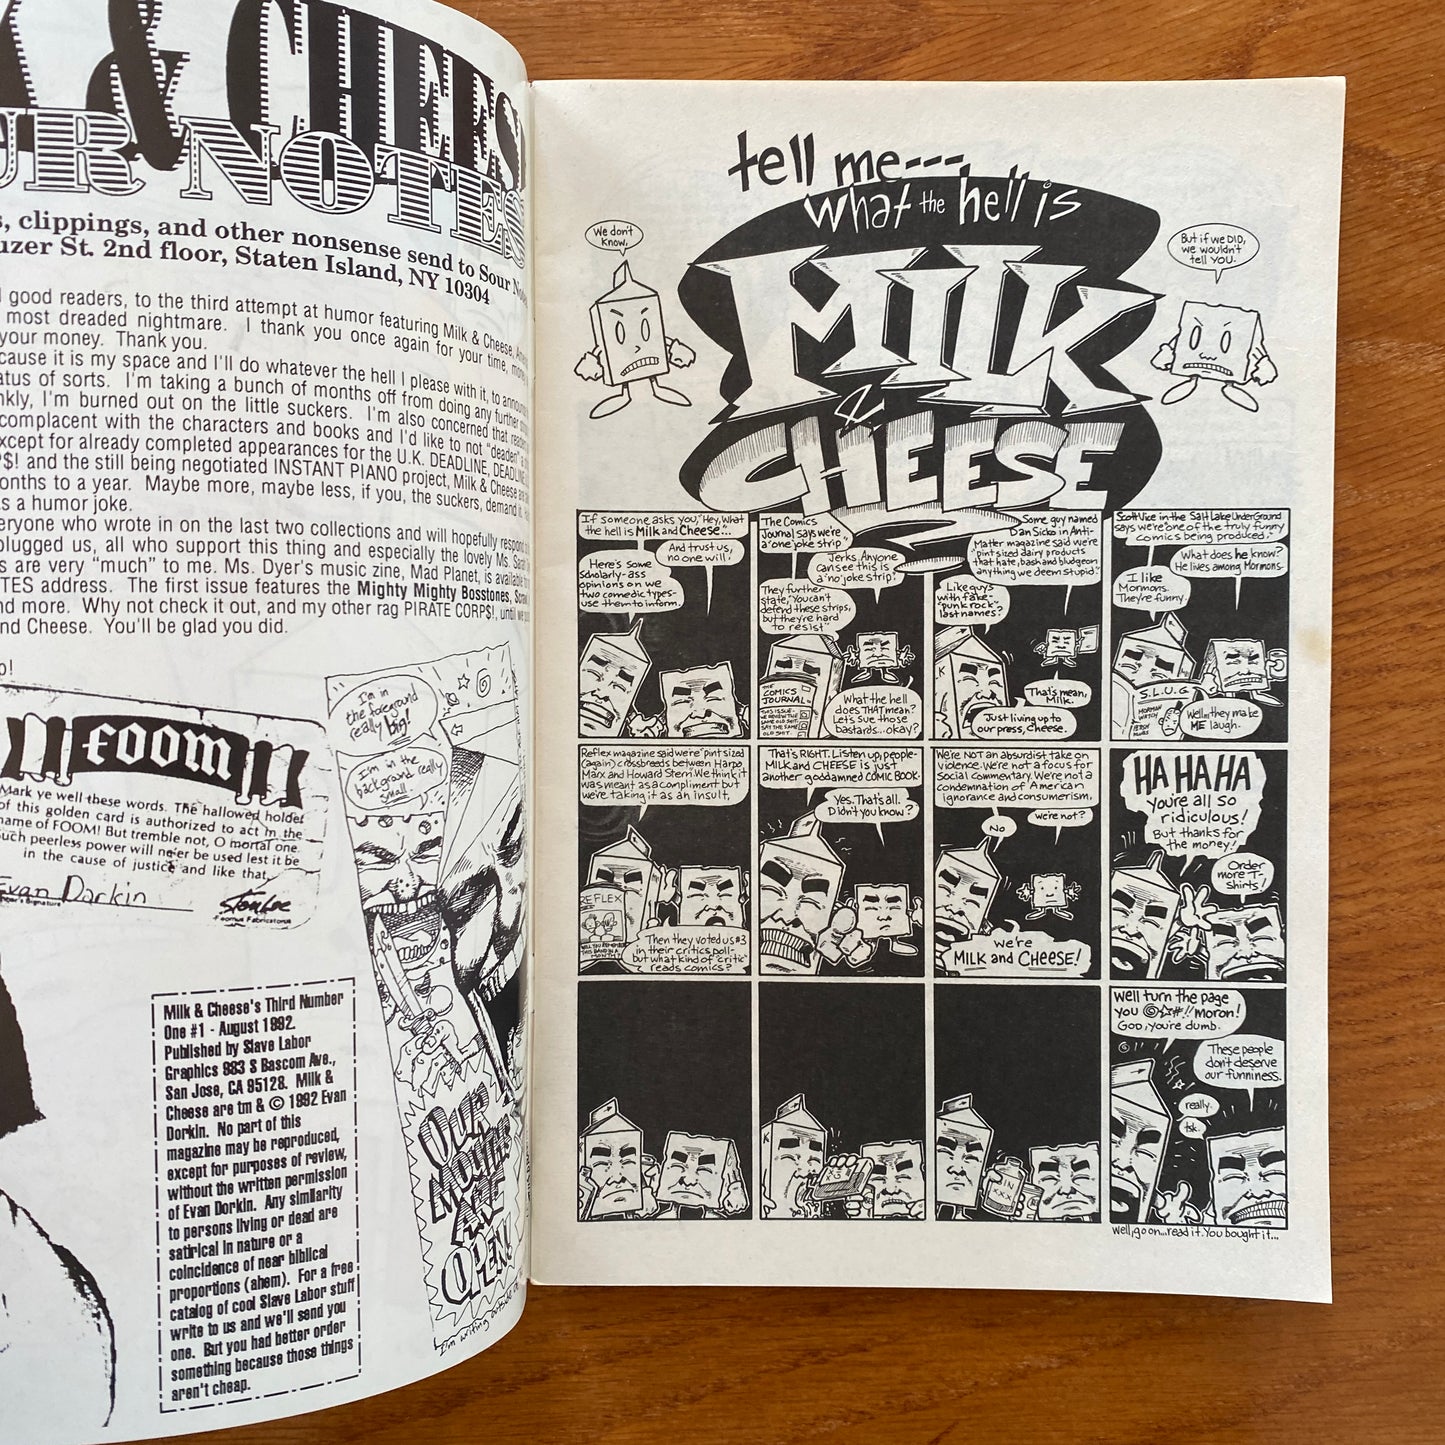 & CHEESE
UR NOTES
s, clippings, and other nonsense send to Sour
uzer St. 2nd floor, Staten Island, NY 10304
good readers, to the third attempt at humor featuring Milk & Cheese,
most dreaded nightmare. I thank you once again for your time,
your money. Thank you.
cause it is my space and I'll do whatever the hell I please with it, to
atus of sorts. I'm taking a bunch of months off from doing any further
nkly, I'm burned out on the little suckers. I'm also concerned that
complacent with the characters and books and I'd like to not "deaden"
xcept for already completed appearances for the U.K. DEADLINE, DEADLINE
P$! and the still being negotiated INSTANT PIANO project, Milk & Cheese
onths to a year. Maybe more, maybe less, if you, the suckers, demand it.
s a humor joke.
eryone who wrote in on the last two collections and will hopefully
plugged us, all who support this thing and especially the lovely Ms.
s are very "much" to me. Ms. Dyer's music zine, Mad Planet, is available
TES address. The first issue features the Mighty Mighty Bosstones,
nd more. Why not check it out, and my other rag PIRATE CORP$!, until
nd Cheese. You'll be glad you did.
o!
FOOM
Mark ye well these words. The hallowed holder
of this golden card is authorized to act in the
name of FOOM! But tremble not, O mortal one.
such peerless power will ne'er be used lest it be
in the cause of justice and like that.
Evan Dorkin
Stan Lee
I'm in
the foreground
really big!
I'm in the
background really
small.
OUR
MOUTHS
ARE
OPEN!
I'm writing outside
Milk & Cheese's Third Number
One #1 - August 1992.
Published by Slave Labor
Graphics 983 S Bascom Ave.,
San Jose, CA 95128. Milk &
Cheese are tm & © 1992 Evan
Dorkin. No part of this
magazine may be reproduced,
except for purposes of review,
without the written permission
of Evan Dorkin. Any similarity
to persons living or dead are
satirical in nature or a
coincidence of near biblical
proportions (ahem). For a free
catalog of cool Slave Labor stuff
write to us and we'll send you
one. But you had better order
something because those things
aren't cheap.
tell me---
what the hell is
MILK
&
CHEESE
We don't
know.
But if we DID,
we wouldn't
tell YOU.
If someone asks you, "Hey, What
the hell is Milk and Cheese"...
And trust us,
no one will.
Here's some
Scholarly-ass
opinions on we
two comedic types-
use them to inform.
The Comics
Journal says we're
a "one joke strip".
Jerks. Anyone
can see this is
a "no joke strip".
They further
state, "You can't
defend these strips,
but they're hard
to resist"
THE
COMICS
JOURNAL
THIS ISSUE:
WE REVIEW THE
SAME OLD SHIT
What the hell
does THAT mean?
Let's sue those
bastards...okay?
Some guy named
Dan Sicko in Anti-
Matter magazine said we're
"pint sized dairy products
that hate, bash and bludgeon
anything we deem stupid."
Like guys
with fake-
"punk rock"
last names?
That's mean,
Milk.
Just living up to
our press, Cheese.
Scott Vice in the Salt Lake UnderGround
says we're "one of the truly funny
comics being produced."
What does he know?
He lives among Mormons.
I like
Mormons.
They're funny.
S.L.U.G.
MORMON
WATCH
Well, they make
ME laugh.
Reflex magazine said we're "pint sized
(again) crossbreeds between Harpo
Marx and Howard Stern. We think it
was meant as a compliment but
we're taking it as an insult.
REFLEX
Then they voted us #3
in their critics poll-
but what kind of "critic"
reads comics?
That's RIGHT. Listen up, people-
MILK and CHEESE is just
another goddamned COMIC BOOK.
Yes. That's all.
Didn't you know?
We're NOT an absurdist take on
violence. We're not a focus for
Social commentary. We're not a
condemnation of American
ignorance and consumerism.
No
we're not?
we're
MILK and CHEESE!
HA HA HA
you're all so
ridiculous!
But thanks for
the money!
Order
more T-
shirts!
GIN
XXX
Well turn the page
you ©☆#!! Moron!
God, you're dumb.
These people
don't deserve
our funniness.
really.
tsk.
well, go on...read it. You bought it...